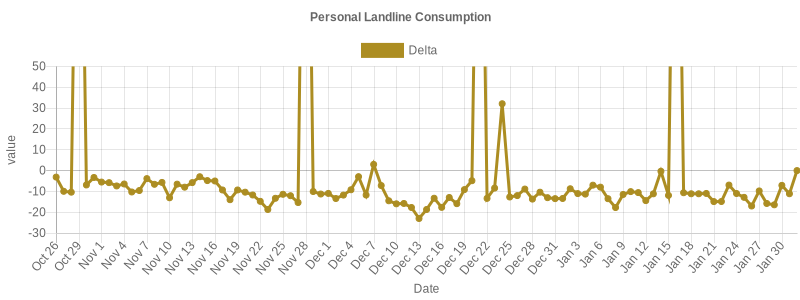 Personal Landline Consumption
Delta
50
40
30
20
10
0
-10
-20
-30
value
Oct 26
Oct 29
Nov 1
Nov 4
Nov 7
Nov 10
Nov 13
Nov 16
Nov 19
Nov 22
Nov 25
Nov 28
Dec 1
Dec 4
Dec 7
Dec 10
Dec 13
Dec 16
Dec 19
Dec 22
Dec 25
Dec 28
Dec 31
Jan 3
Jan 6
Jan 9
Jan 12
Jan 15
Jan 18
Jan 21
Jan 24
Jan 27
Jan 30
Date